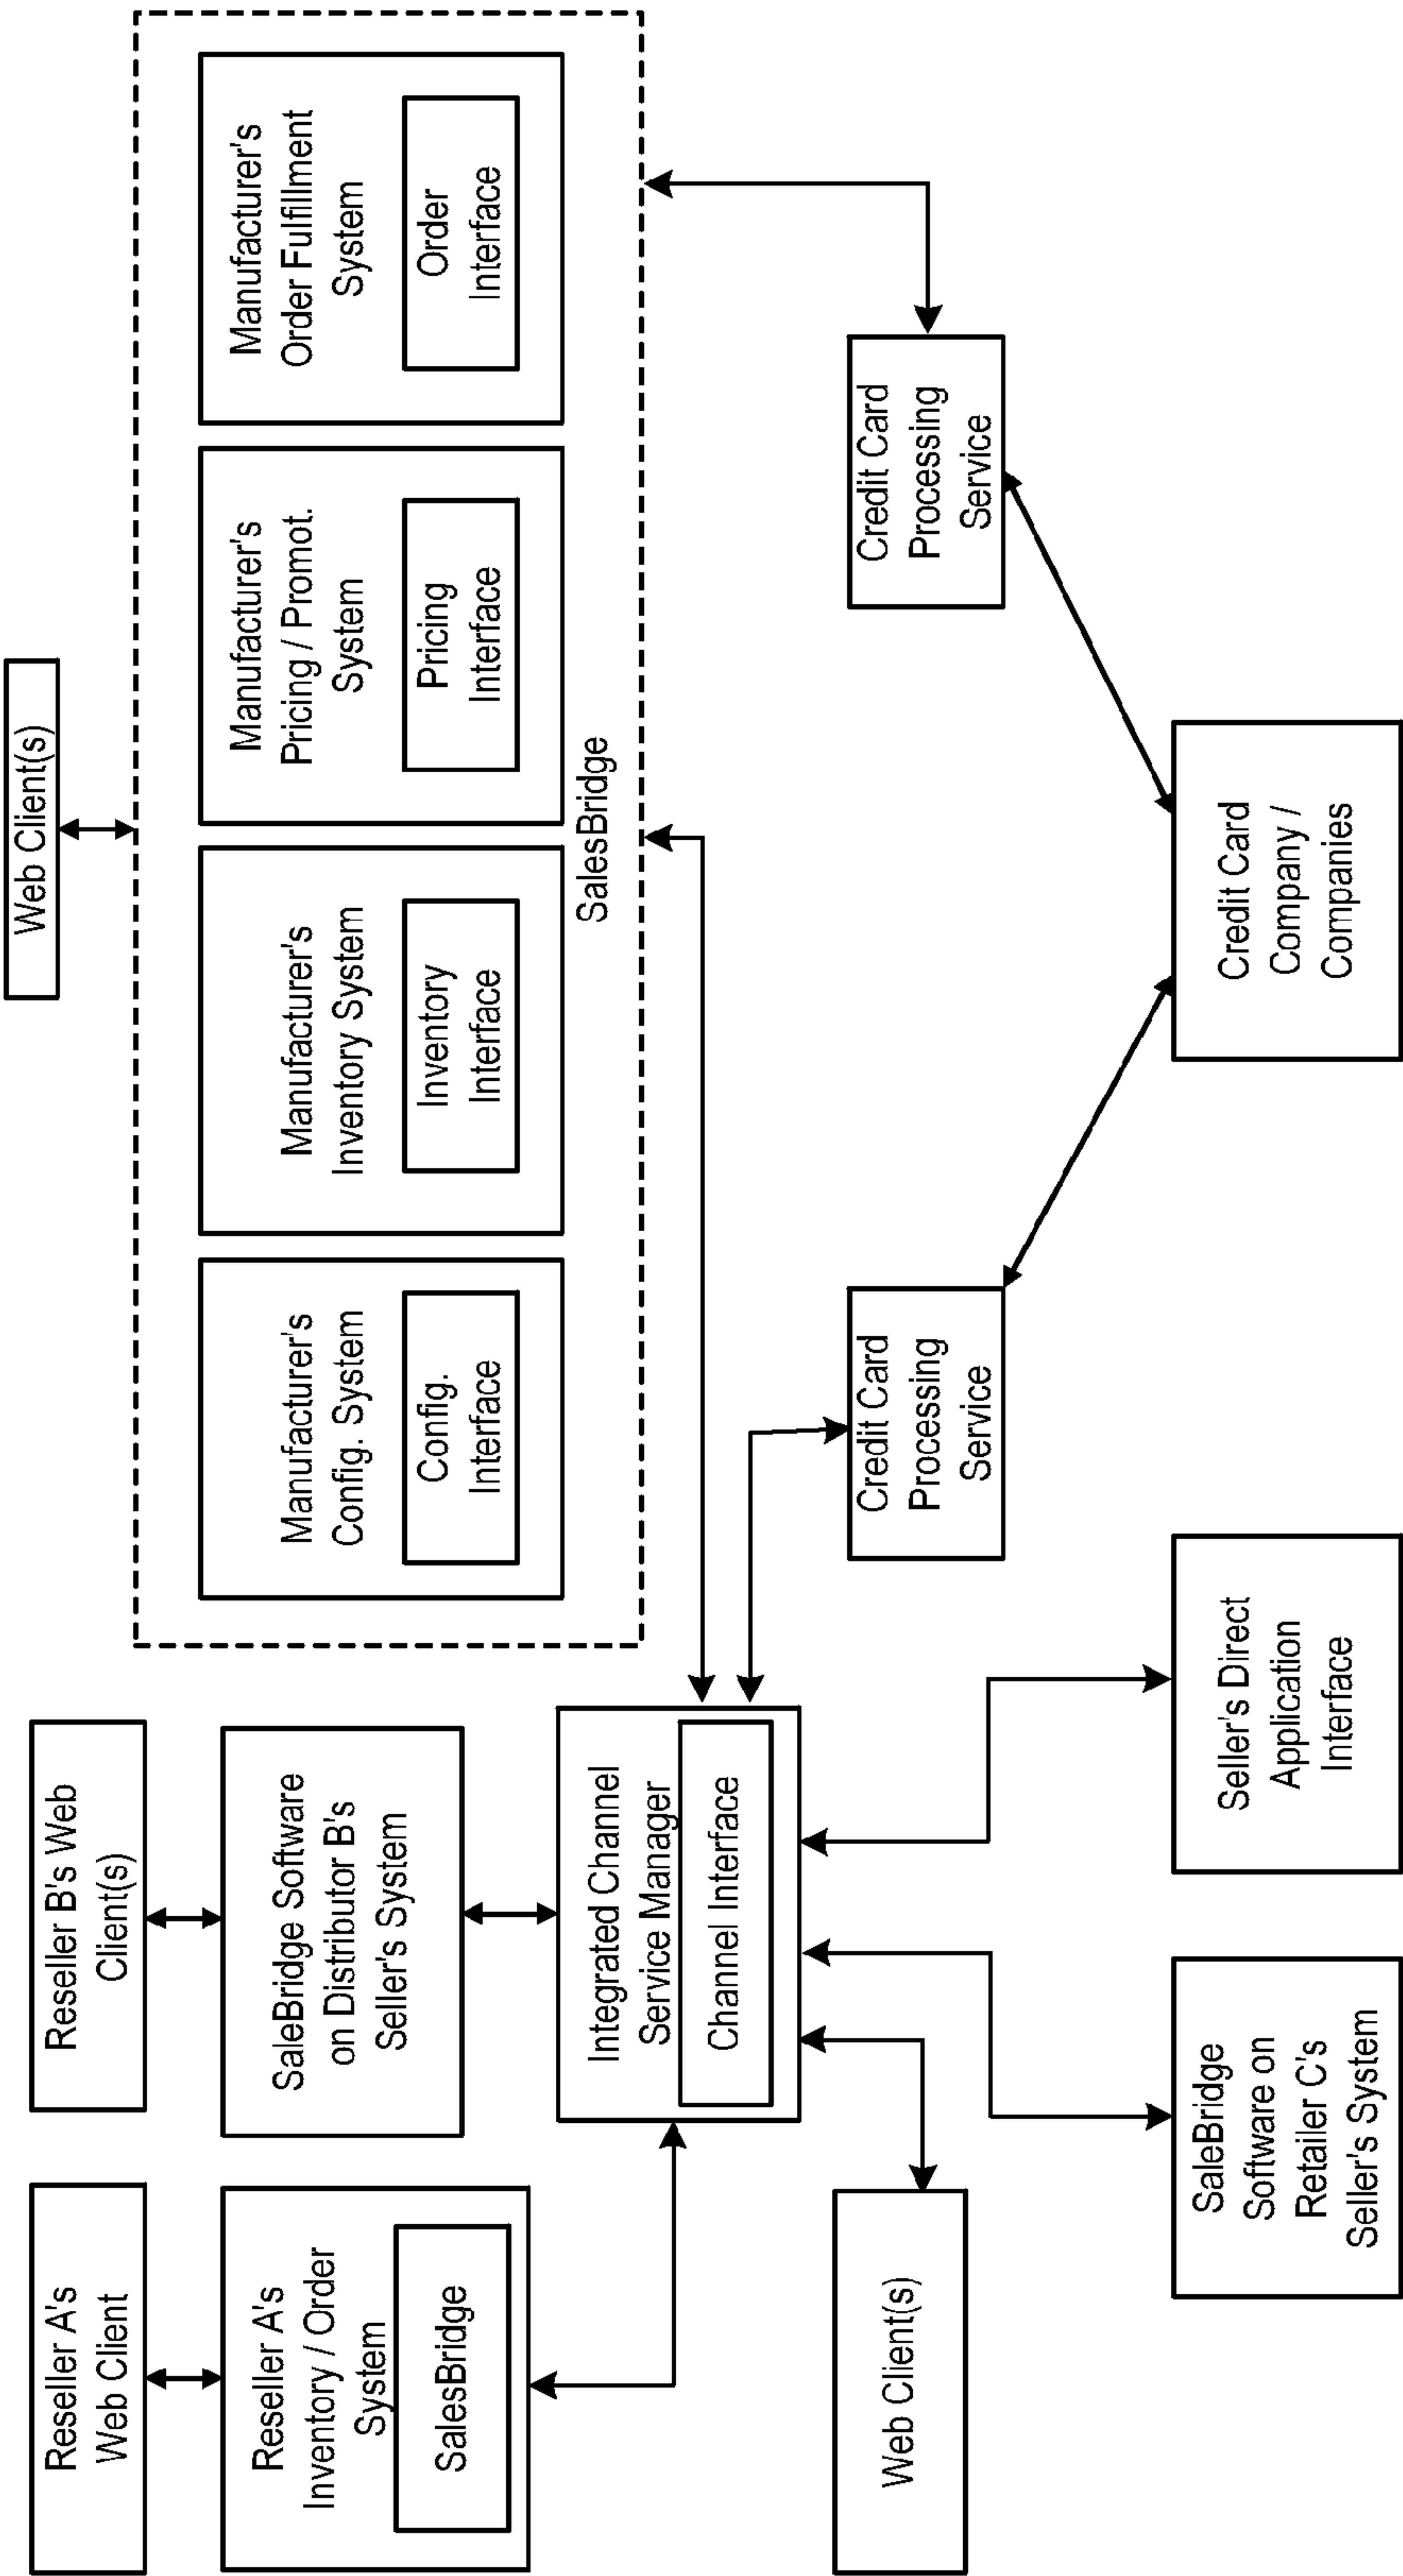 Reseller A's
Web Client
Reseller B's Web
Client(s)
Web Client(s)
Reseller A's
Inventory / Order
System
SalesBridge
SaleBridge Software
on Distributor B's
Seller's System
Manufacturer's
Config. System
Config.
Interface
Manufacturer's
Inventory System
Inventory
Interface
Manufacturer's
Pricing / Promot.
System
Pricing
Interface
Manufacturer's
Order Fulfillment
System
Order
Interface
SalesBridge
Integrated Channel
Service Manager
Channel Interface
Web Client(s)
Credit Card
Processing
Service
Credit Card
Processing
Service
SaleBridge
Software on
Retailer C's
Seller's System
Seller's Direct
Application
Interface
Credit Card
Company /
Companies